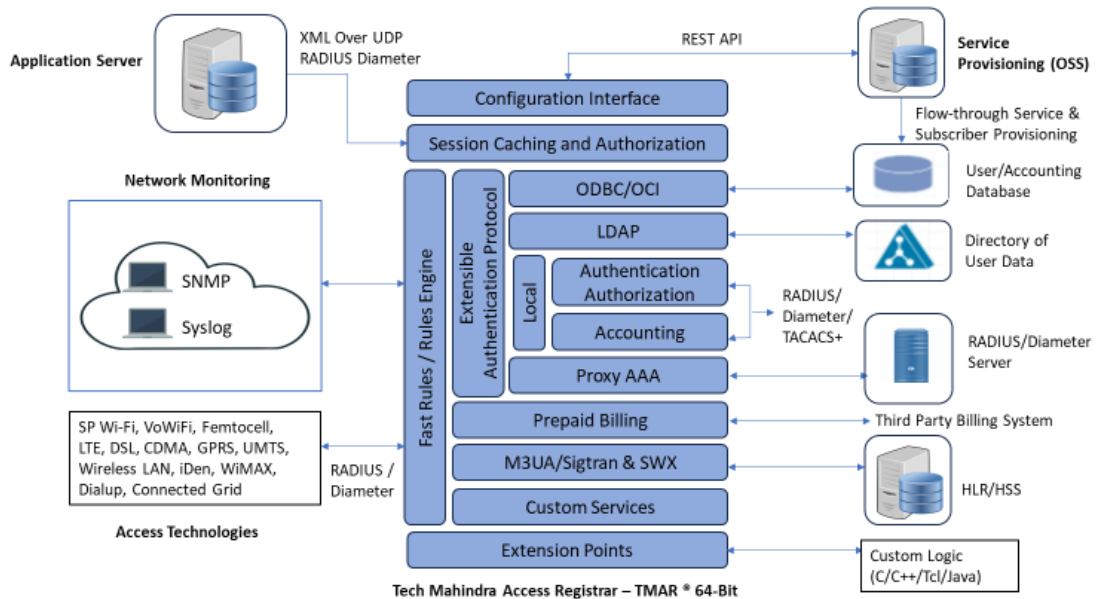 Application Server
XML Over UDP
RADIUS Diameter
REST API
Service
Provisioning (OSS)
Configuration Interface
Flow-through Service &
Subscriber Provisioning
Session Caching and Authorization
Network Monitoring
SNMP
Syslog
Fast Rules / Rules Engine
Extensible
Authentication Protocol
ODBC/OCI
User/Accounting
Database
LDAP
Directory of
User Data
Local
Authentication
Authorization
Accounting
RADIUS/
Diameter/
TACACS+
Proxy AAA
RADIUS/Diameter
Server
Prepaid Billing
Third Party Billing System
SP Wi-Fi, VoWiFi, Femtocell,
LTE, DSL, CDMA, GPRS, UMTS,
Wireless LAN, iDen, WiMAX,
Dialup, Connected Grid
RADIUS /
Diameter
Access Technologies
M3UA/Sigtran & SWX
HLR/HSS
Custom Services
Extension Points
Custom Logic
(C/C++/Tcl/Java)
Tech Mahindra Access Registrar – TMAR ® 64-Bit